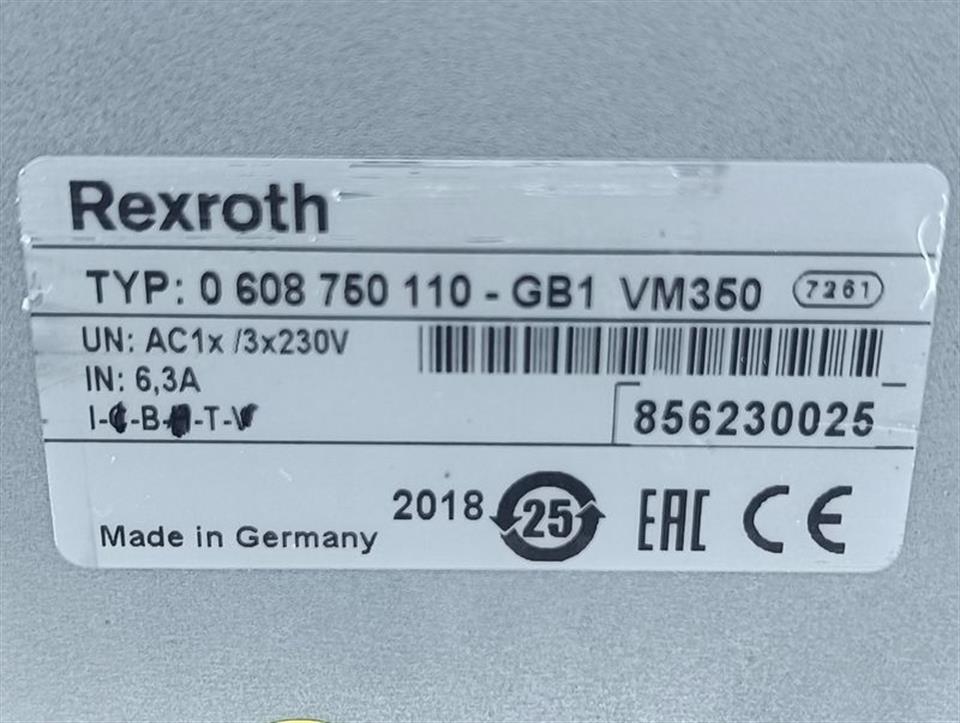 Rexroth
TYP: 0 608 750 110 - GB1 VM350 7261
UN: AC1x /3x230V
IN: 6,3A
I- -B- -T-
856230025
2018 25 EAC CE
Made in Germany